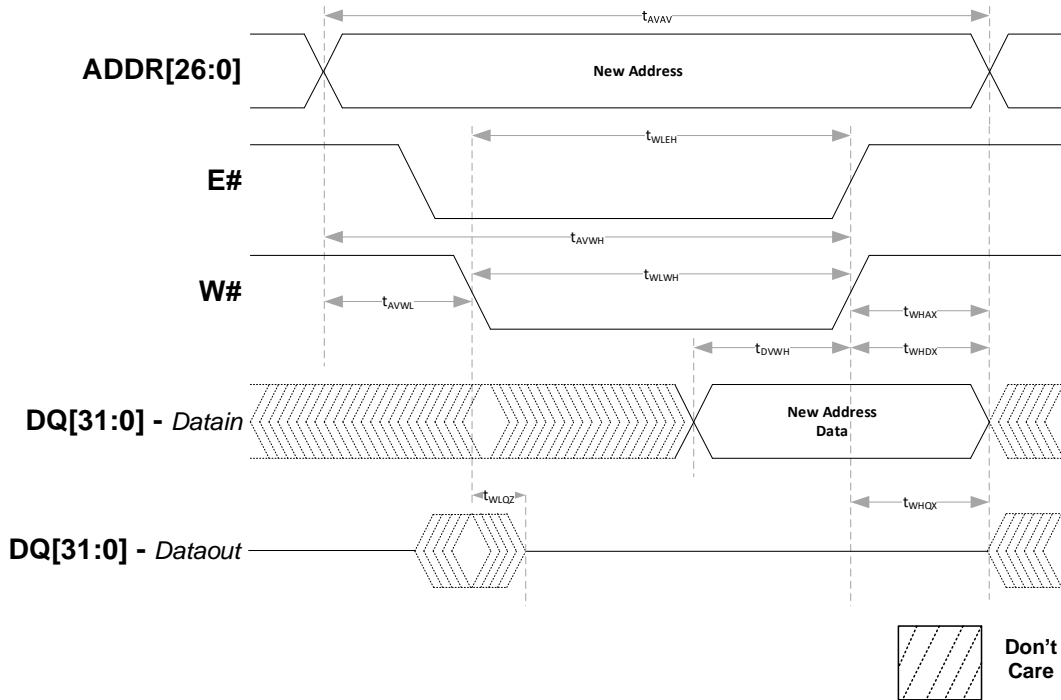 tAVAV
ADDR[26:0]
New Address
tWLEH
E#
tAVWH
W#
tWLWH
tAVWL
tWHAX
tDVWH
tWHDX
DQ[31:0] - Datain
New Address
Data
tWLQZ
tWHQX
DQ[31:0] - Dataout
Don't
Care